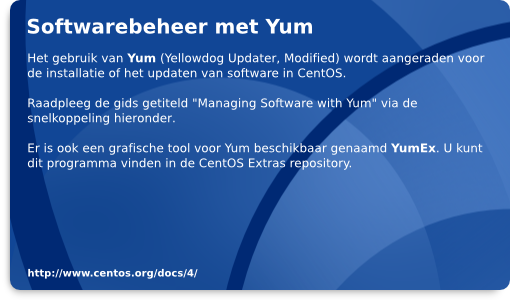 Softwarebeheer met Yum
Het gebruik van Yum (Yellowdog Updater, Modified) wordt aangeraden voor
de installatie of het updaten van software in CentOS.
Raadpleeg de gids getiteld "Managing Software with Yum" via de
snelkoppeling hieronder.
Er is ook een grafische tool voor Yum beschikbaar genaamd YumEx. U kunt
dit programma vinden in de CentOS Extras repository.
http://www.centos.org/docs/4/